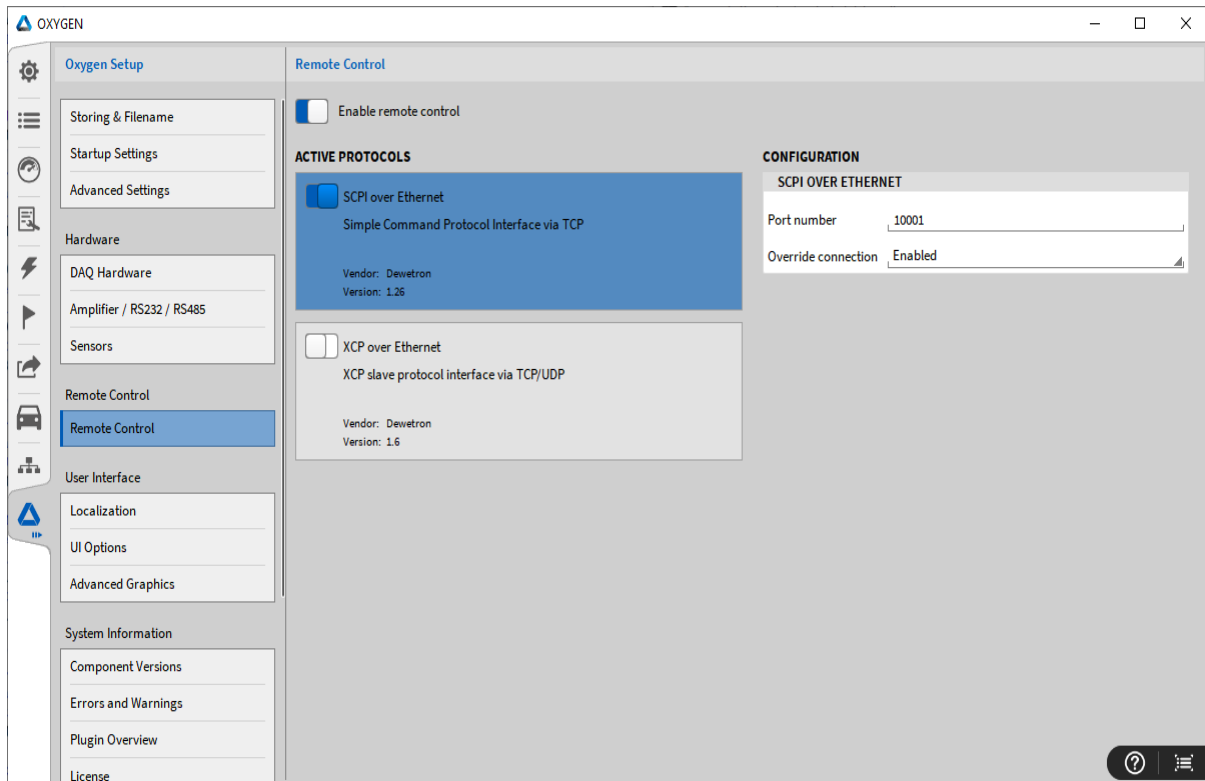 OXYGEN
Oxygen Setup
Storing & Filename
Startup Settings
Advanced Settings
Hardware
DAQ Hardware
Amplifier / RS232 / RS485
Sensors
Remote Control
Remote Control
User Interface
Localization
UI Options
Advanced Graphics
System Information
Component Versions
Errors and Warnings
Plugin Overview
License
Remote Control
Enable remote control
ACTIVE PROTOCOLS
SCPI over Ethernet
Simple Command Protocol Interface via TCP
Vendor: Dewetron
Version: 1.26
XCP over Ethernet
XCP slave protocol interface via TCP/UDP
Vendor: Dewetron
Version: 1.6
CONFIGURATION
SCPI OVER ETHERNET
Port number 10001
Override connection Enabled